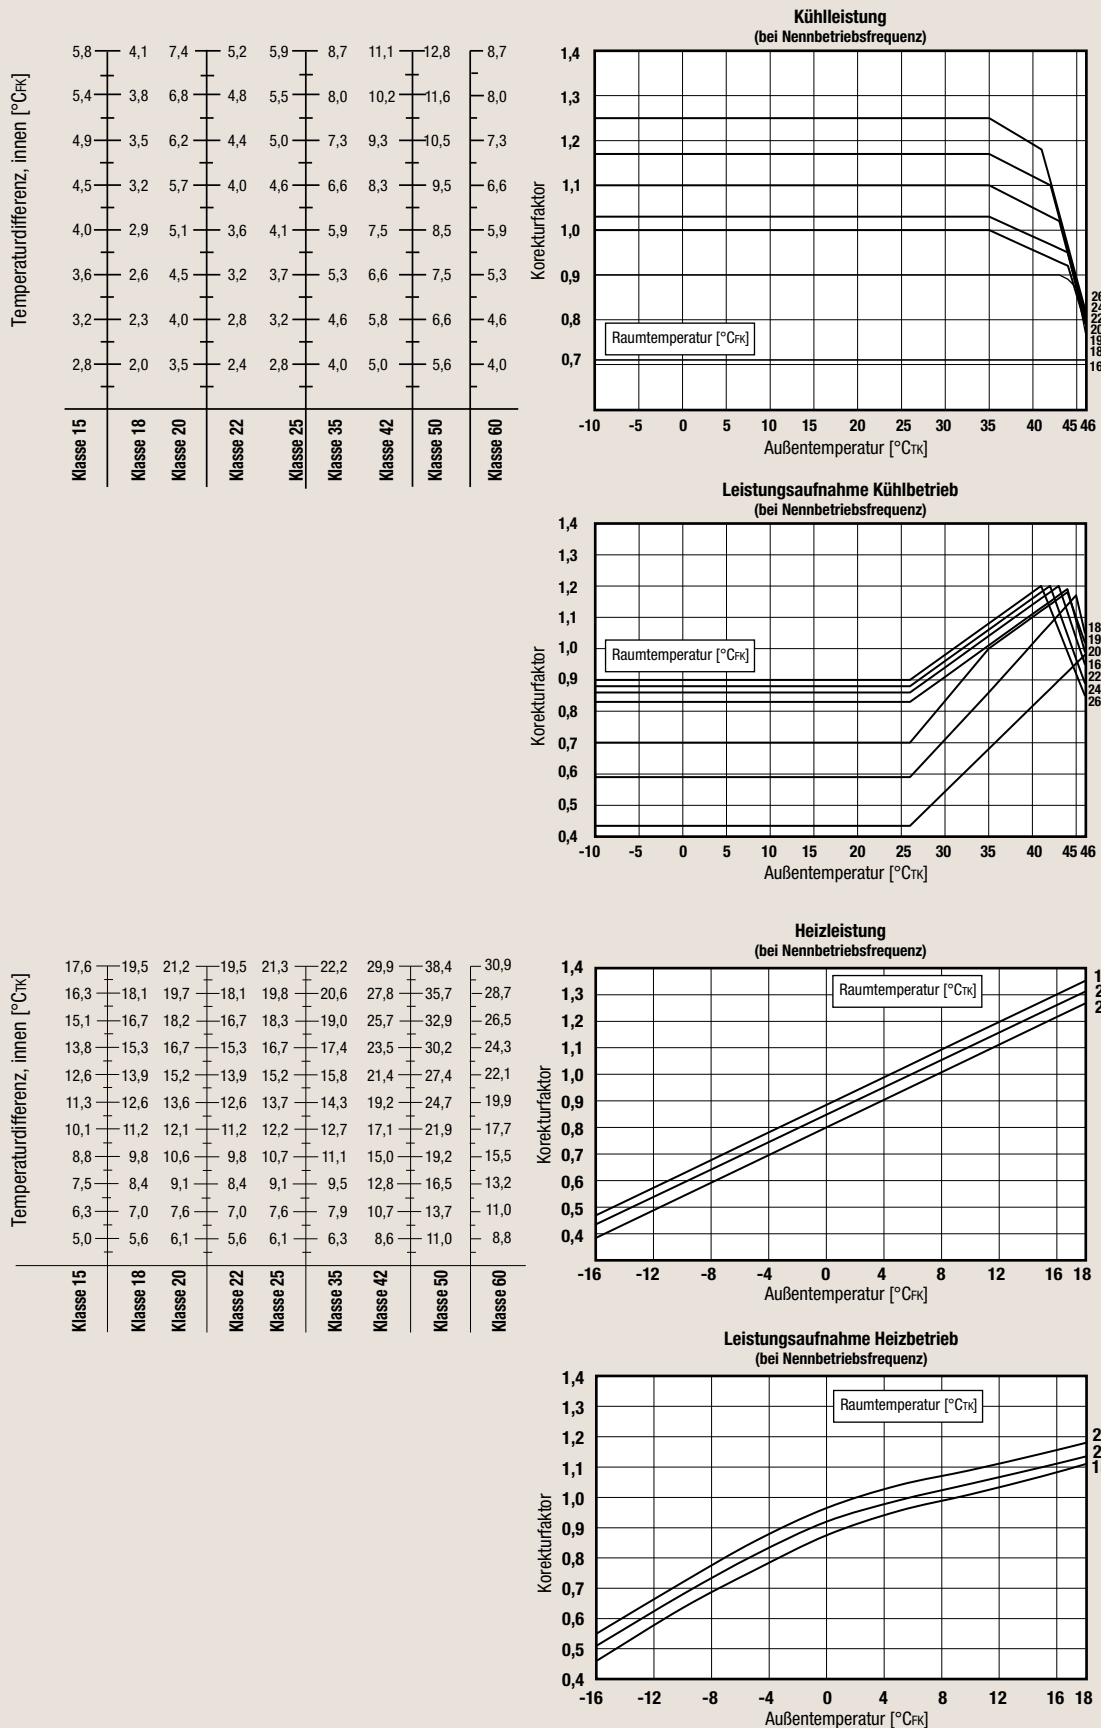 Kühlleistung
(bei Nennbetriebsfrequenz)
Temperaturdifferenz, innen [°CFK]
5,8 4,1 7,4 5,2 5,9 8,7 11,1 12,8 8,7
5,4 3,8 6,8 4,8 5,5 8,0 10,2 11,6 8,0
4,9 3,5 6,2 4,4 5,0 7,3 9,3 10,5 7,3
4,5 3,2 5,7 4,0 4,6 6,6 8,3 9,5 6,6
4,0 2,9 5,1 3,6 4,1 5,9 7,5 8,5 5,9
3,6 2,6 4,5 3,2 3,7 5,3 6,6 7,5 5,3
3,2 2,3 4,0 2,8 3,2 4,6 5,8 6,6 4,6
2,8 2,0 3,5 2,4 2,8 4,0 5,0 5,6 4,0
Klasse 15 Klasse 18 Klasse 20 Klasse 22 Klasse 25 Klasse 35 Klasse 42 Klasse 50 Klasse 60
Korekturfaktor
1,4
1,3
1,2
1,1
1,0
0,9
0,8
0,7
Raumtemperatur [°CFK]
26
24
22
20
19
18
16
-10 -5 0 5 10 15 20 25 30 35 40 45 46
Außentemperatur [°CTK]
Leistungsaufnahme Kühlbetrieb
(bei Nennbetriebsfrequenz)
Korekturfaktor
1,4
1,3
1,2
1,1
1,0
0,9
0,8
0,7
0,6
0,5
0,4
Raumtemperatur [°CFK]
18
19
20
16
22
24
26
-10 -5 0 5 10 15 20 25 30 35 40 45 46
Außentemperatur [°CTK]
Heizleistung
(bei Nennbetriebsfrequenz)
Temperaturdifferenz, innen [°CTK]
17,6 19,5 21,2 19,5 21,3 22,2 29,9 38,4 30,9
16,3 18,1 19,7 18,1 19,8 20,6 27,8 35,7 28,7
15,1 16,7 18,2 16,7 18,3 19,0 25,7 32,9 26,5
13,8 15,3 16,7 15,3 16,7 17,4 23,5 30,2 24,3
12,6 13,9 15,2 13,9 15,2 15,8 21,4 27,4 22,1
11,3 12,6 13,6 12,6 13,7 14,3 19,2 24,7 19,9
10,1 11,2 12,1 11,2 12,2 12,7 17,1 21,9 17,7
8,8 9,8 10,6 9,8 10,7 11,1 15,0 19,2 15,5
7,5 8,4 9,1 8,4 9,1 9,5 12,8 16,5 13,2
6,3 7,0 7,6 7,0 7,6 7,9 10,7 13,7 11,0
5,0 5,6 6,1 5,6 6,1 6,3 8,6 11,0 8,8
Klasse 15 Klasse 18 Klasse 20 Klasse 22 Klasse 25 Klasse 35 Klasse 42 Klasse 50 Klasse 60
Korekturfaktor
1,4
1,3
1,2
1,1
1,0
0,9
0,8
0,7
0,6
0,5
0,4
Raumtemperatur [°CTK]
-16 -12 -8 -4 0 4 8 12 16 18
Außentemperatur [°CFK]
Leistungsaufnahme Heizbetrieb
(bei Nennbetriebsfrequenz)
Korekturfaktor
1,4
1,3
1,2
1,1
1,0
0,9
0,8
0,7
0,6
0,5
0,4
Raumtemperatur [°CTK]
-16 -12 -8 -4 0 4 8 12 16 18
Außentemperatur [°CFK]